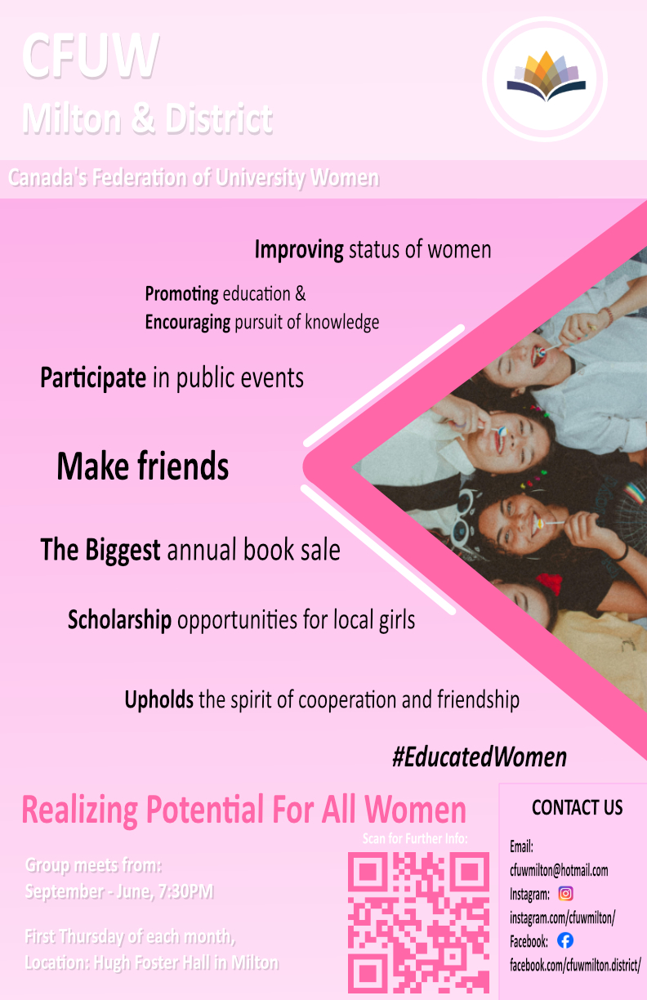 CFUW
Milton & District
Canada's Federation of University Women
Improving status of women
Promoting education &
Encouraging pursuit of knowledge
Participate in public events
Make friends
The Biggest annual book sale
Scholarship opportunities for local girls
Upholds the spirit of cooperation and friendship
#EducatedWomen
Realizing Potential For All Women
Scan for Further Info:
Group meets from:
September - June, 7:30PM
First Thursday of each month,
Location: Hugh Foster Hall in Milton
CONTACT US
Email:
cfuwmilton@hotmail.com
Instagram:
instagram.com/cfuwmilton/
Facebook:
facebook.com/cfuwmilton.district/